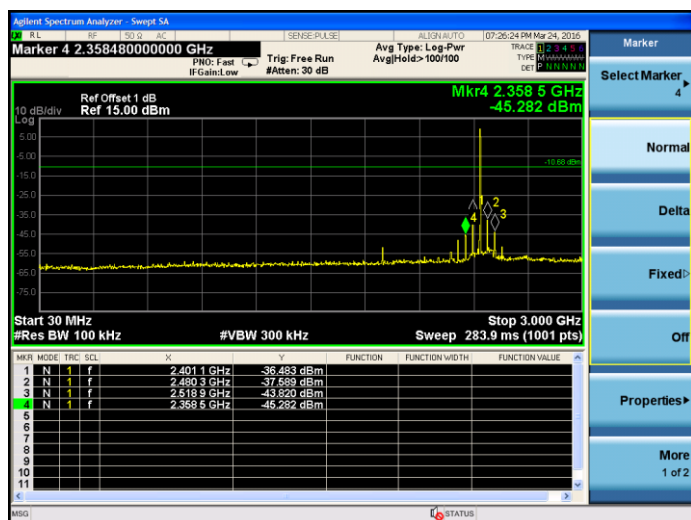 Agilent Spectrum Analyzer - Swept SA
RL RF 50 Ω AC SENSE:PULSE ALIGN AUTO 07:26:24 PM Mar 24, 2016
Marker 4 2.358480000000 GHz
PNO: Fast
IFGain:Low
Trig: Free Run
#Atten: 30 dB
Avg Type: Log-Pwr
Avg|Hold:>100/100
TRACE 1 2 3 4 5 6
TYPE M
DET P N N N N N
Marker
Select Marker
4
Normal
Delta
Fixed
Off
Properties
More
1 of 2
Mkr4 2.358 5 GHz
-45.282 dBm
Ref Offset 1 dB
10 dB/div Ref 15.00 dBm
Log
5.00
-5.00
-10.68 dBm
-15.0
-25.0
-35.0
-45.0
-55.0
-65.0
-75.0
2
3
4
Start 30 MHz Stop 3.000 GHz
#Res BW 100 kHz #VBW 300 kHz Sweep 283.9 ms (1001 pts)
MKR MODE TRC SCL X Y FUNCTION FUNCTION WIDTH FUNCTION VALUE
1 N 1 f 2.401 1 GHz -36.483 dBm
2 N 1 f 2.480 3 GHz -37.589 dBm
3 N 1 f 2.518 9 GHz -43.820 dBm
4 N 1 f 2.358 5 GHz -45.282 dBm
5
6
7
8
9
10
11
MSG STATUS